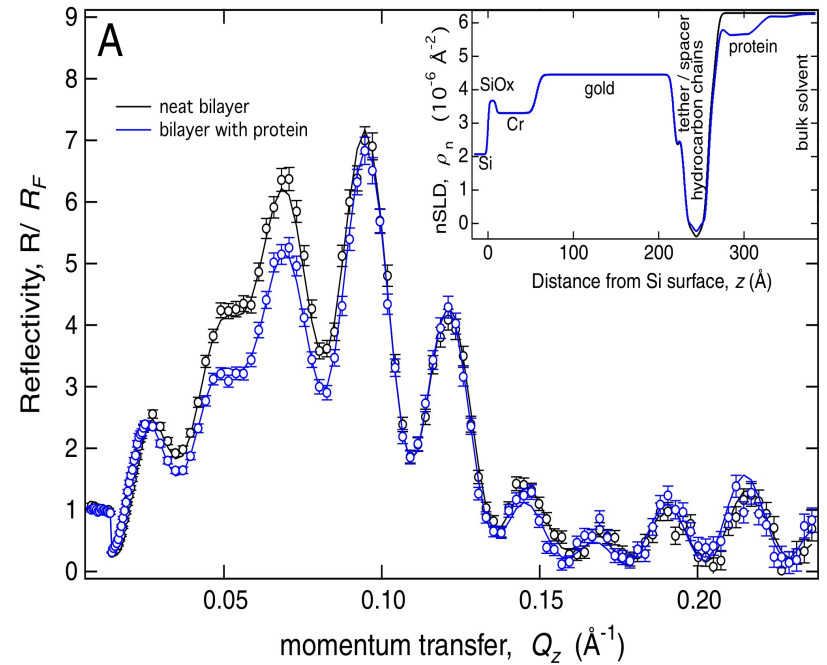 A
neat bilayer
bilayer with protein
Reflectivity, R/ R_F
9
8
7
6
5
4
3
2
1
0
0.05
0.10
0.15
0.20
momentum transfer, Q_z (Å⁻¹)
nSLD, ρ_n (10⁻⁶ Å⁻²)
6
5
4
3
2
1
0
0
100
200
300
Distance from Si surface, z (Å)
Si
SiOx
Cr
gold
tether / spacer
hydrocarbon chains
protein
bulk solvent